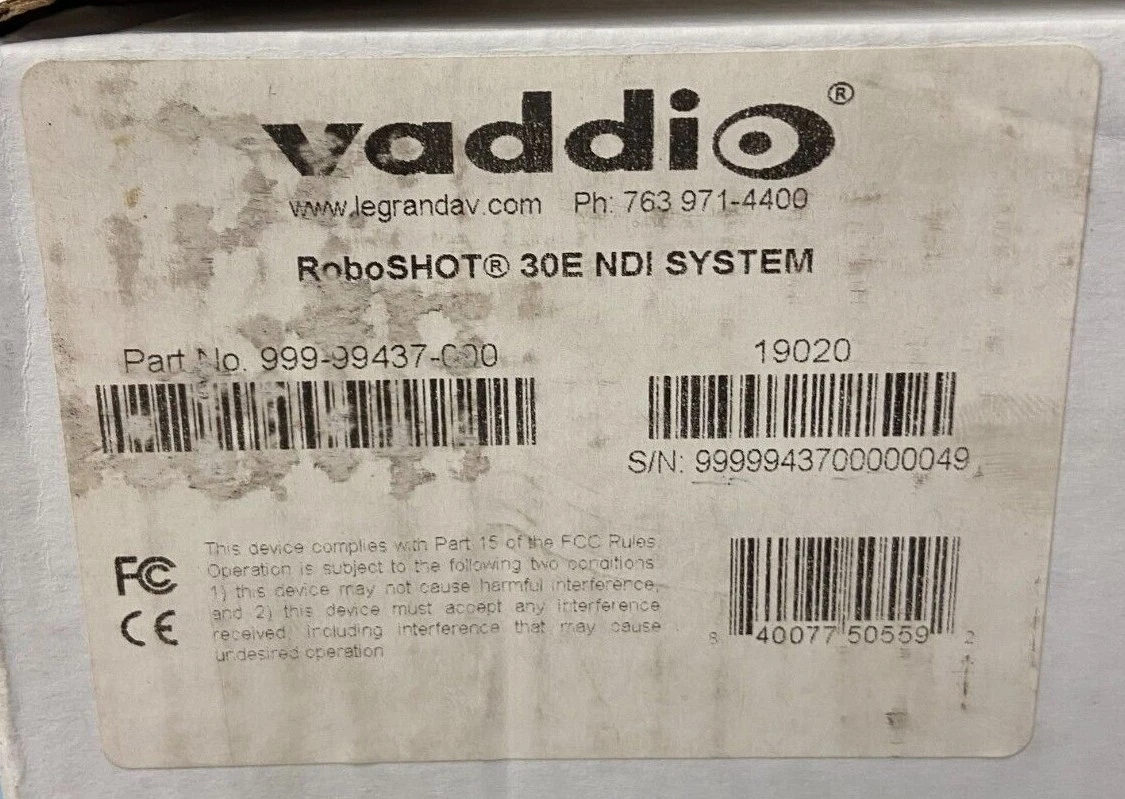 vaddio®
www.legrandav.com Ph: 763 971-4400
RoboSHOT® 30E NDI SYSTEM
Part No. 999-99437-000
19020
S/N: 9999943700000049
FC
CE
This device complies with Part 15 of the FCC Rules.
Operation is subject to the following two conditions
1) this device may not cause harmful interference,
and 2) this device must accept any interference
received, including interference that may cause
undesired operation
8 40077 50559 2